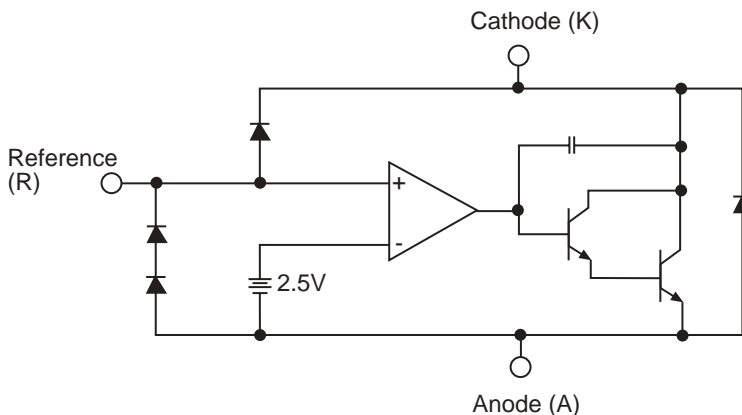 Cathode (K)
Reference
(R)
+
-
2.5V
Anode (A)